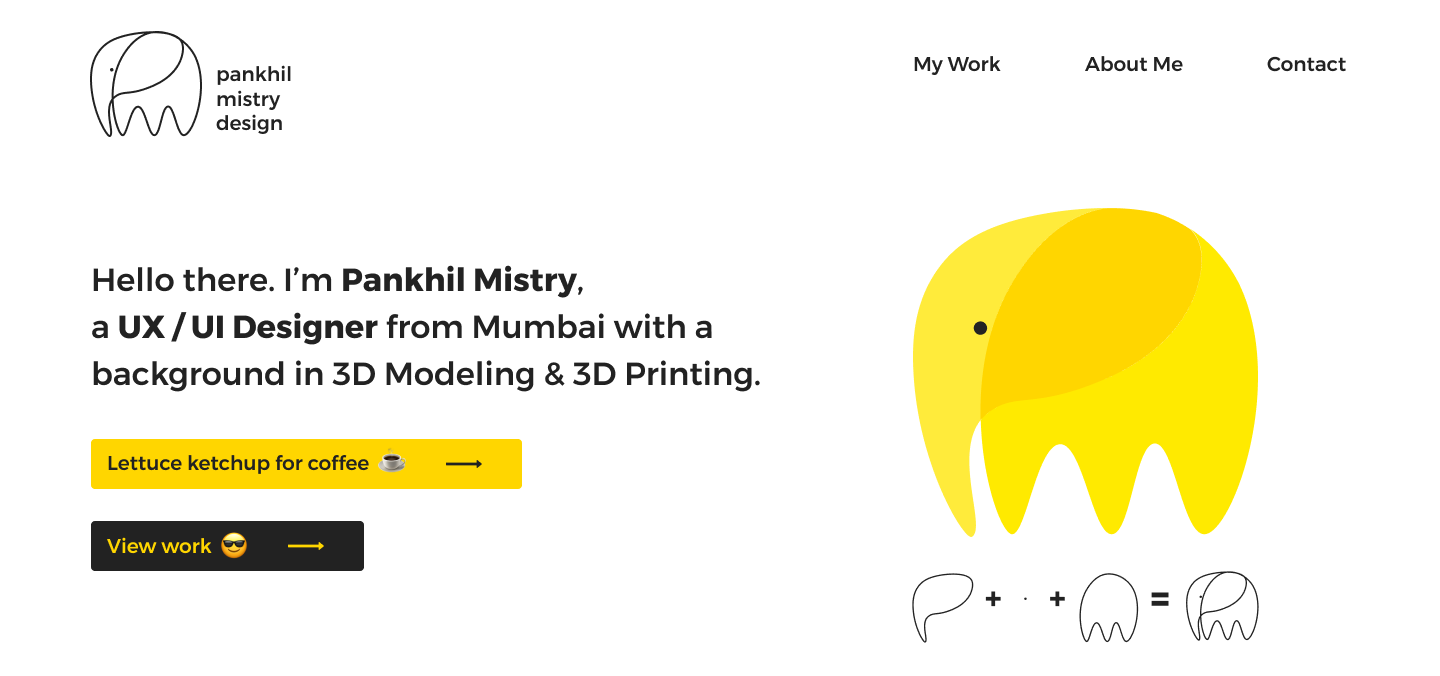 pankhil
mistry
design
My Work
About Me
Contact
Hello there. I’m Pankhil Mistry,
a UX / UI Designer from Mumbai with a
background in 3D Modeling & 3D Printing.
Lettuce ketchup for coffee ☕
View work 😎
+ · + =